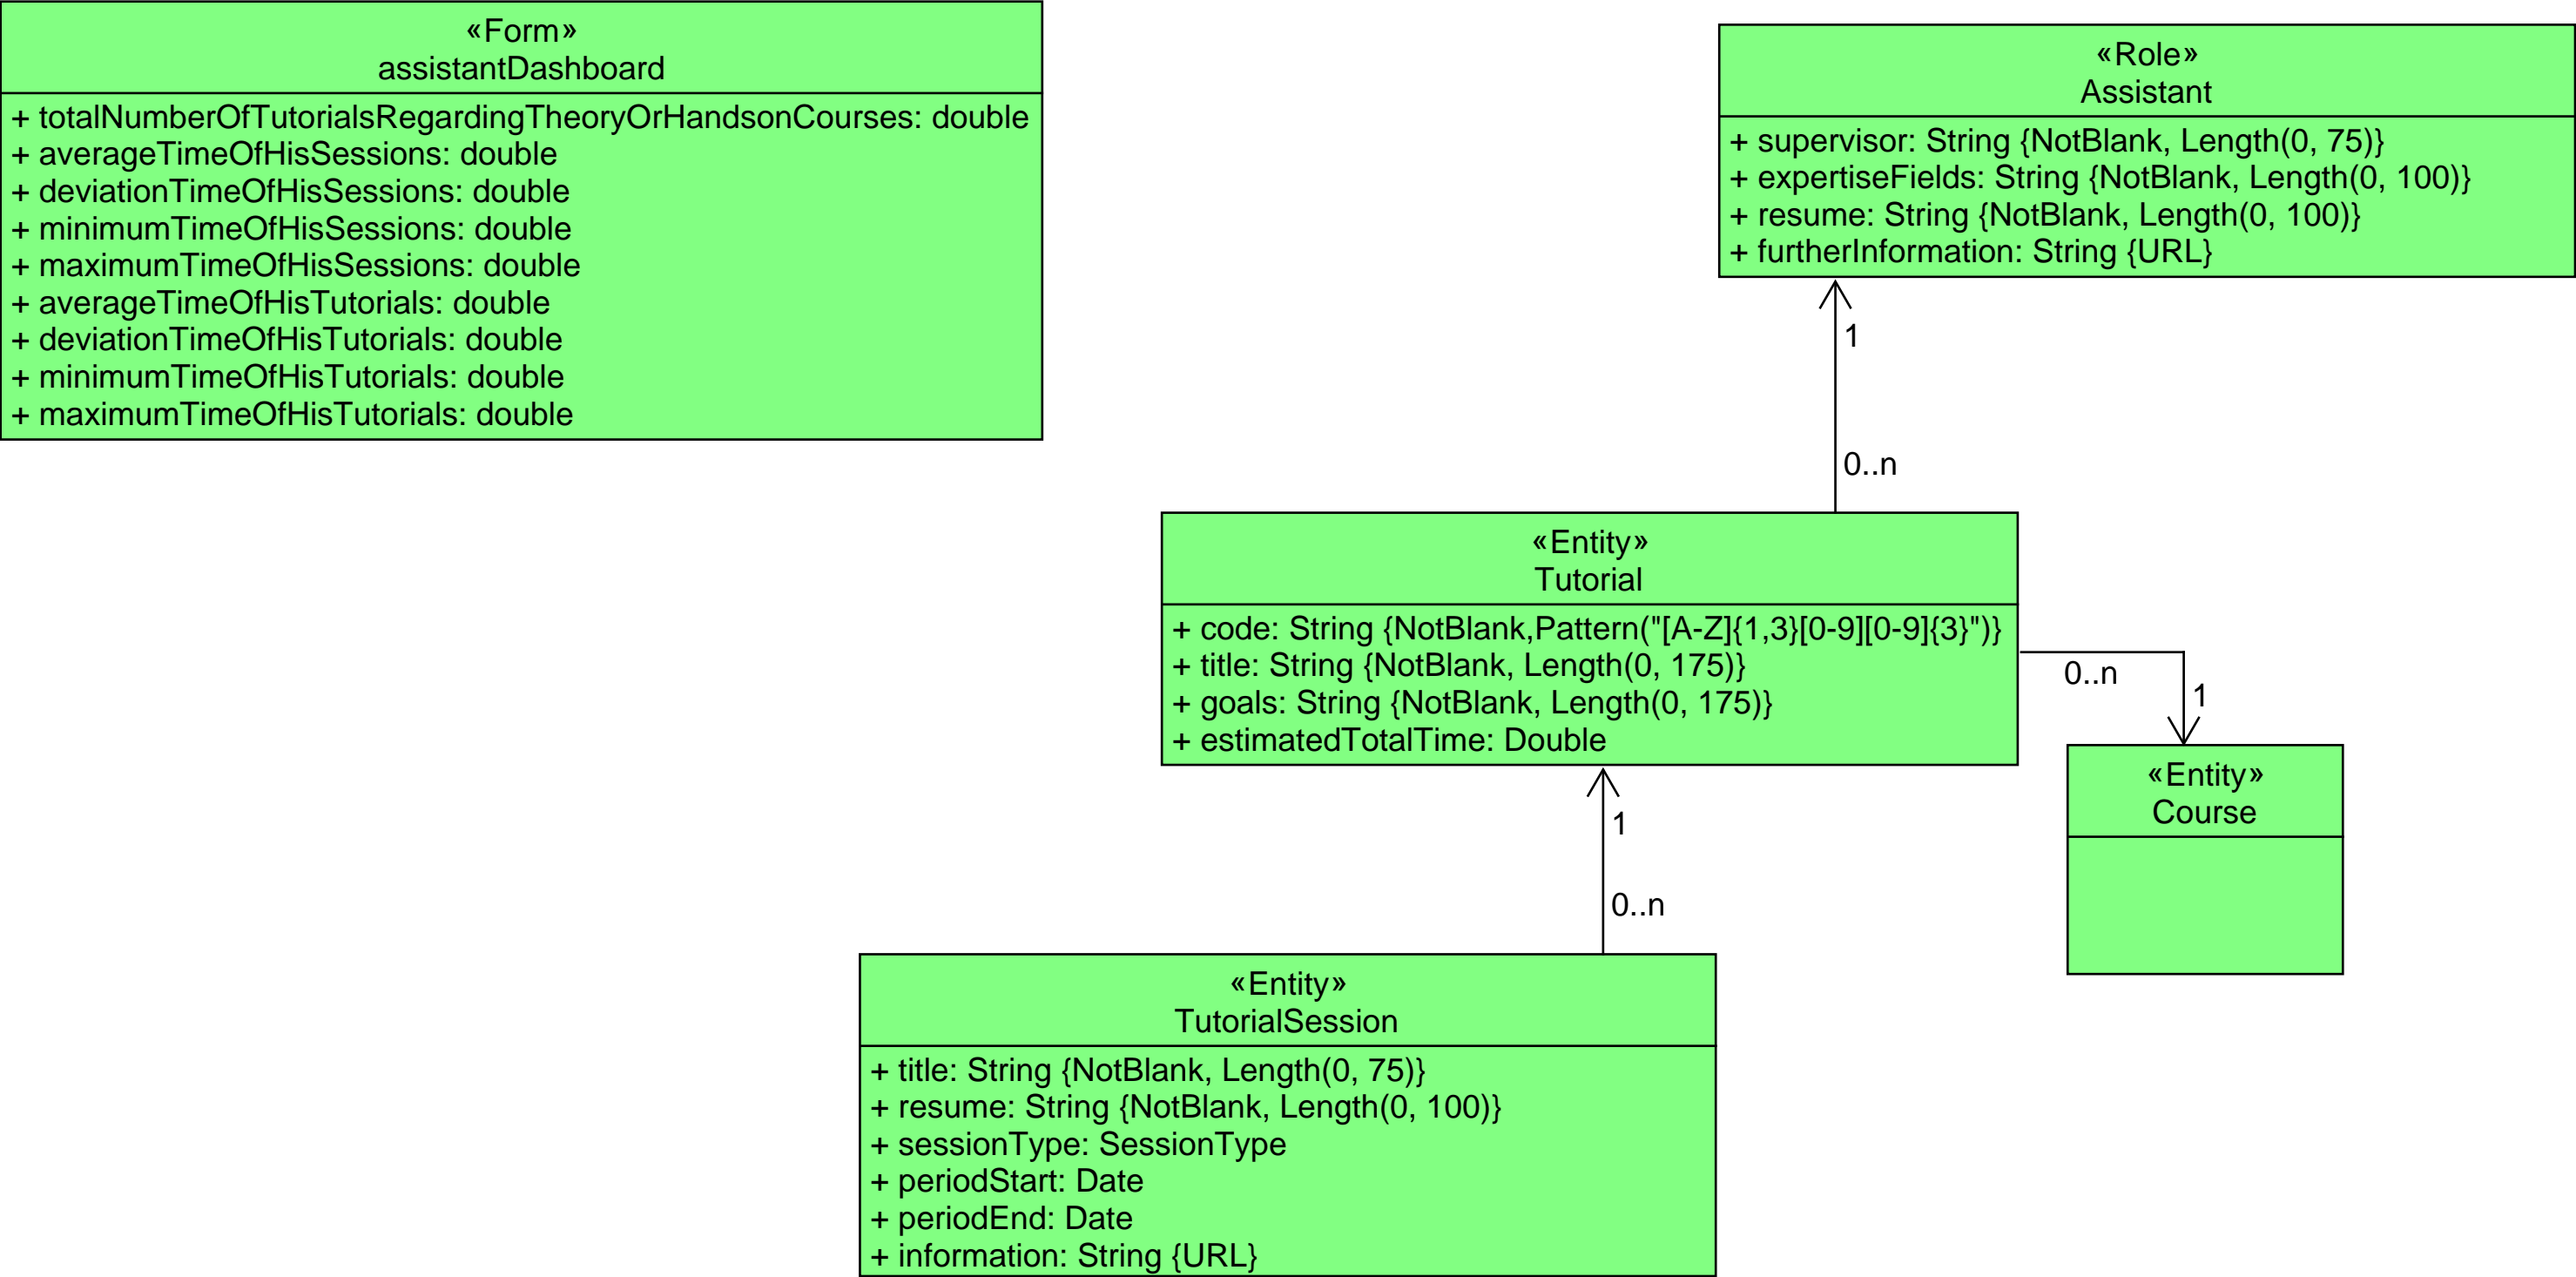 «Form»
assistantDashboard
+ totalNumberOfTutorialsRegardingTheoryOrHandsonCourses: double
+ averageTimeOfHisSessions: double
+ deviationTimeOfHisSessions: double
+ minimumTimeOfHisSessions: double
+ maximumTimeOfHisSessions: double
+ averageTimeOfHisTutorials: double
+ deviationTimeOfHisTutorials: double
+ minimumTimeOfHisTutorials: double
+ maximumTimeOfHisTutorials: double
«Role»
Assistant
+ supervisor: String {NotBlank, Length(0, 75)}
+ expertiseFields: String {NotBlank, Length(0, 100)}
+ resume: String {NotBlank, Length(0, 100)}
+ furtherInformation: String {URL}
1
0..n
«Entity»
Tutorial
+ code: String {NotBlank,Pattern("[A-Z]{1,3}[0-9][0-9]{3}")}
+ title: String {NotBlank, Length(0, 175)}
+ goals: String {NotBlank, Length(0, 175)}
+ estimatedTotalTime: Double
0..n
1
«Entity»
Course
1
0..n
«Entity»
TutorialSession
+ title: String {NotBlank, Length(0, 75)}
+ resume: String {NotBlank, Length(0, 100)}
+ sessionType: SessionType
+ periodStart: Date
+ periodEnd: Date
+ information: String {URL}